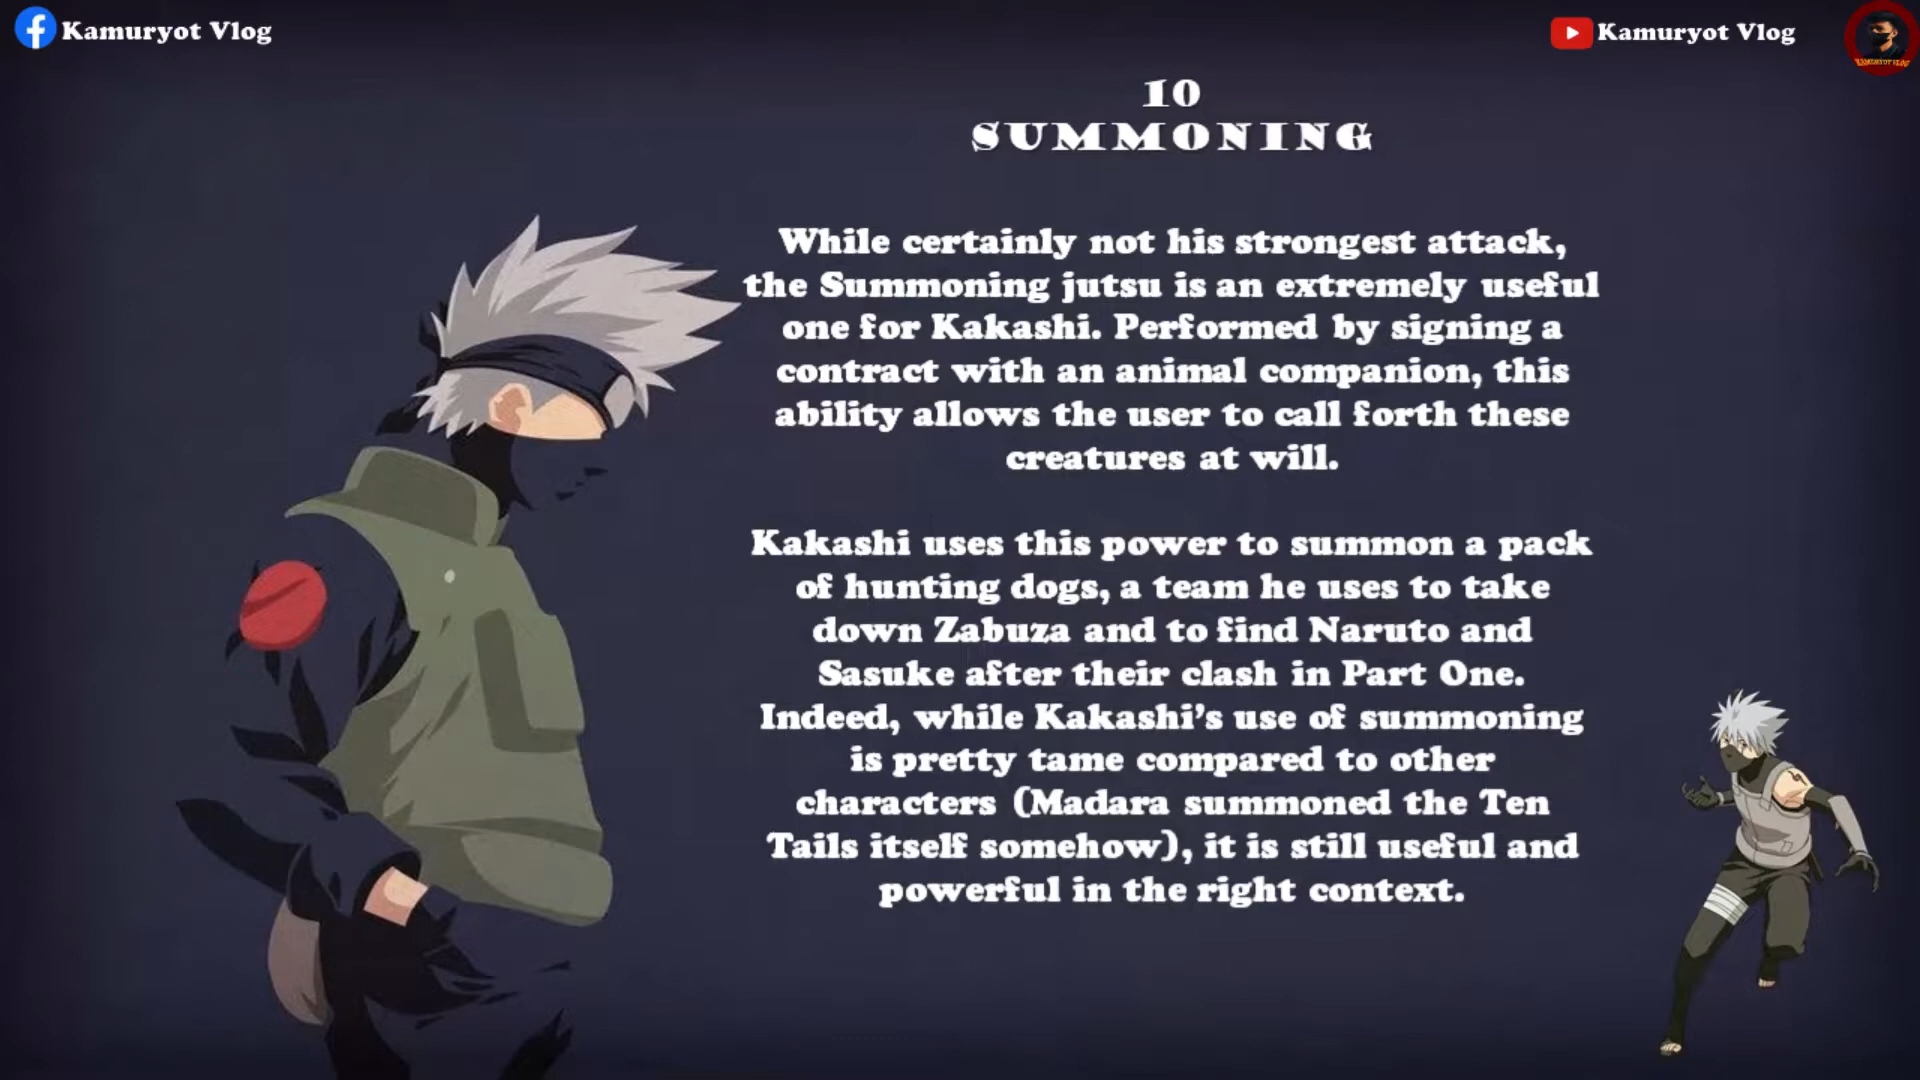 Kamuryot Vlog
Kamuryot Vlog
KAMURYOT VLOG
10
SUMMONING
While certainly not his strongest attack,
the Summoning jutsu is an extremely useful
one for Kakashi. Performed by signing a
contract with an animal companion, this
ability allows the user to call forth these
creatures at will.
Kakashi uses this power to summon a pack
of hunting dogs, a team he uses to take
down Zabuza and to find Naruto and
Sasuke after their clash in Part One.
Indeed, while Kakashi’s use of summoning
is pretty tame compared to other
characters (Madara summoned the Ten
Tails itself somehow), it is still useful and
powerful in the right context.